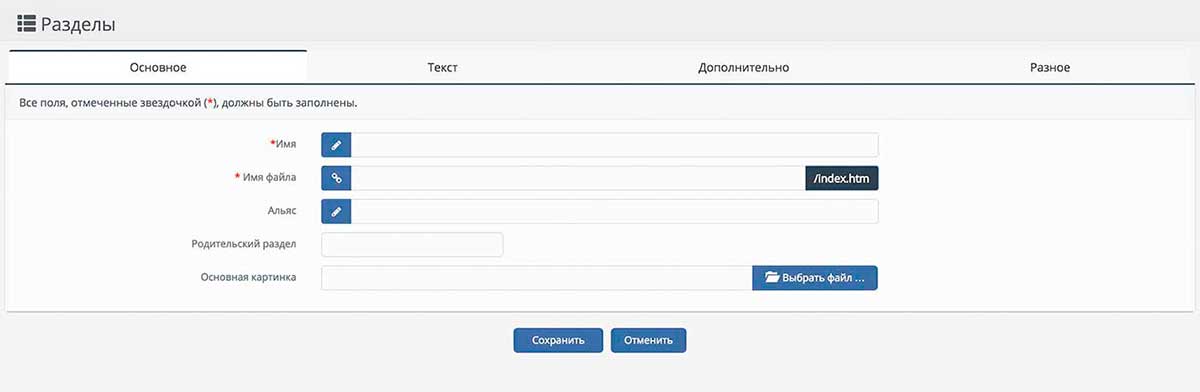 Разделы
Основное Текст Дополнительно Разное
Все поля, отмеченные звездочкой (*), должны быть заполнены.
*Имя
* Имя файла /index.htm
Альяс
Родительский раздел
Основная картинка Выбрать файл ...
Сохранить Отменить